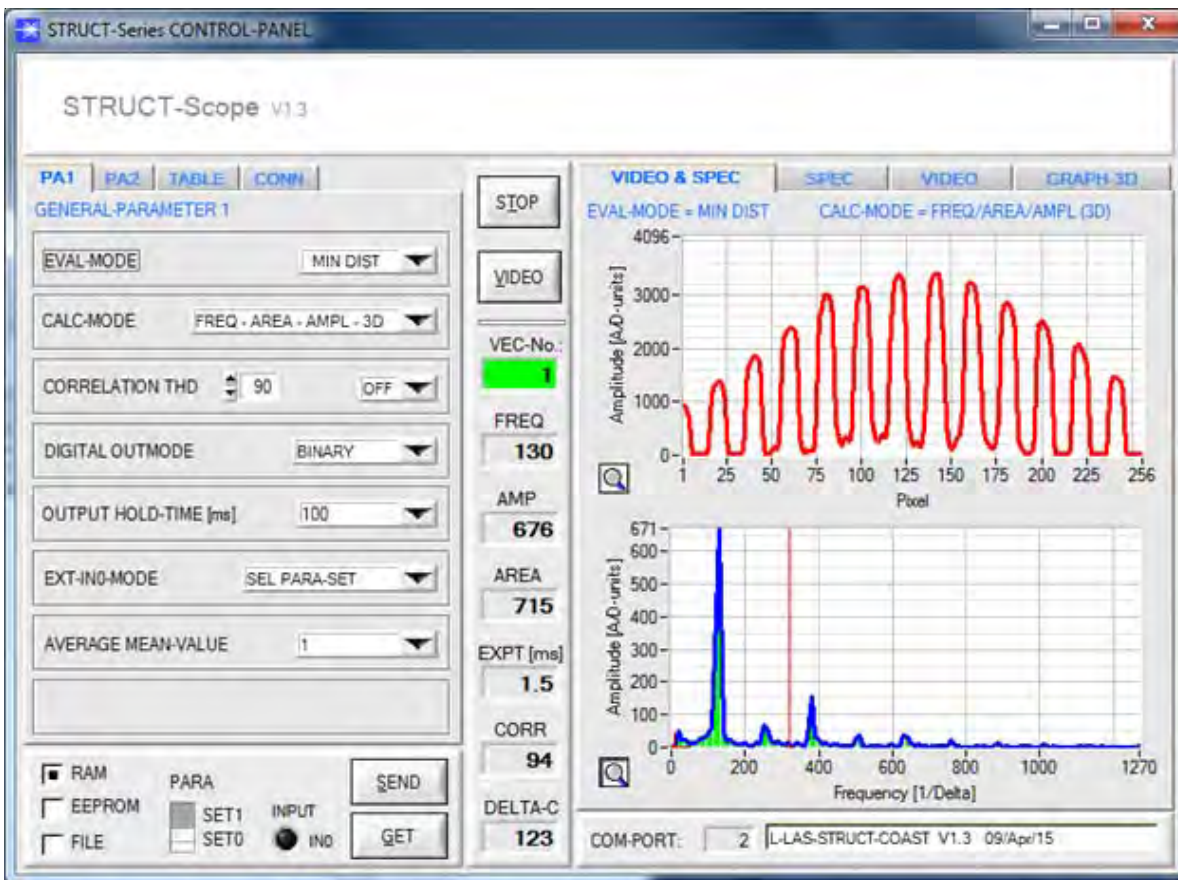 STRUCT-Series CONTROL-PANEL
STRUCT-Scope V1.3
PA1 PA2 TABLE CONN
GENERAL-PARAMETER 1
EVAL-MODE MIN DIST
CALC-MODE FREQ - AREA - AMPL - 3D
CORRELATION THD 90 OFF
DIGITAL OUTMODE BINARY
OUTPUT HOLD-TIME [ms] 100
EXT-IN0-MODE SEL PARA-SET
AVERAGE MEAN-VALUE 1
RAM
EEPROM
FILE
PARA
SET1
SET0
INPUT
IN0
SEND
GET
STOP
VIDEO
VEC-No.:
1
FREQ
130
AMP
676
AREA
715
EXPT [ms]
1.5
CORR
94
DELTA-C
123
VIDEO & SPEC SPEC VIDEO GRAPH-3D
EVAL-MODE = MIN DIST CALC-MODE = FREQ/AREA/AMPL (3D)
Amplitude [A/D-units]
4096
3000
2000
1000
0
1 25 50 75 100 125 150 175 200 225 256
Pixel
Amplitude [A/D-units]
671
600
500
400
300
200
100
0
0 200 400 600 800 1000 1270
Frequency [1/Delta]
COM-PORT: 2 L-LAS-STRUCT-COAST V1.3 09/Apr/15